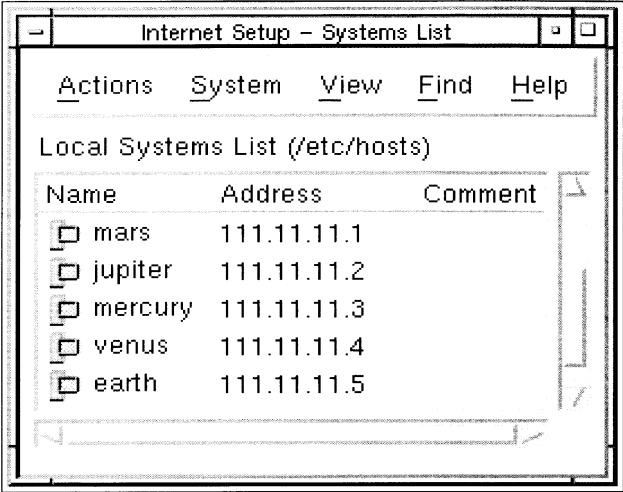 Internet Setup – Systems List
Actions System View Find Help
Local Systems List (/etc/hosts)
Name Address Comment
mars 111.11.11.1
jupiter 111.11.11.2
mercury 111.11.11.3
venus 111.11.11.4
earth 111.11.11.5